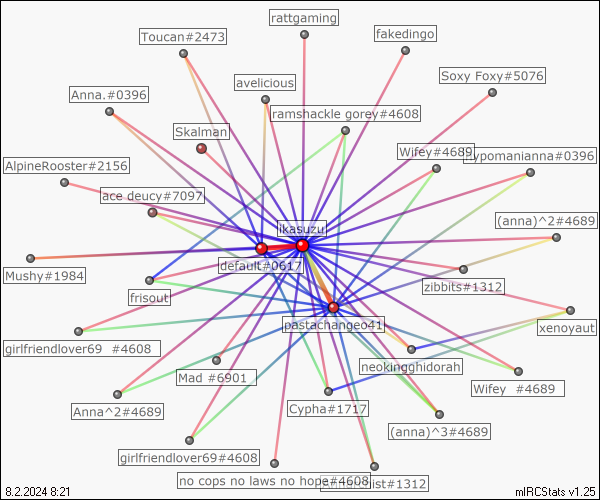 rattgaming
Toucan#2473
fakedingo
Soxy Foxy#5076
avelicious
Anna.#0396
ramshackle gorey#4608
Skalman
Wifey#4689
hypomanianna#0396
AlpineRooster#2156
ace deucy#7097
(anna)^2#4689
ikasuzu
default#0617
Mushy#1984
zibbits#1312
frisout
pastachangeo41
xenoyaut
girlfriendlover69 #4608
neokingghidorah
Mad #6901
Wifey #4689
Cypha#1717
Anna^2#4689
(anna)^3#4689
girlfriendlover69#4608
no cops no laws no hope#4608
#1312
8.2.2024 8:21
mIRCStats v1.25